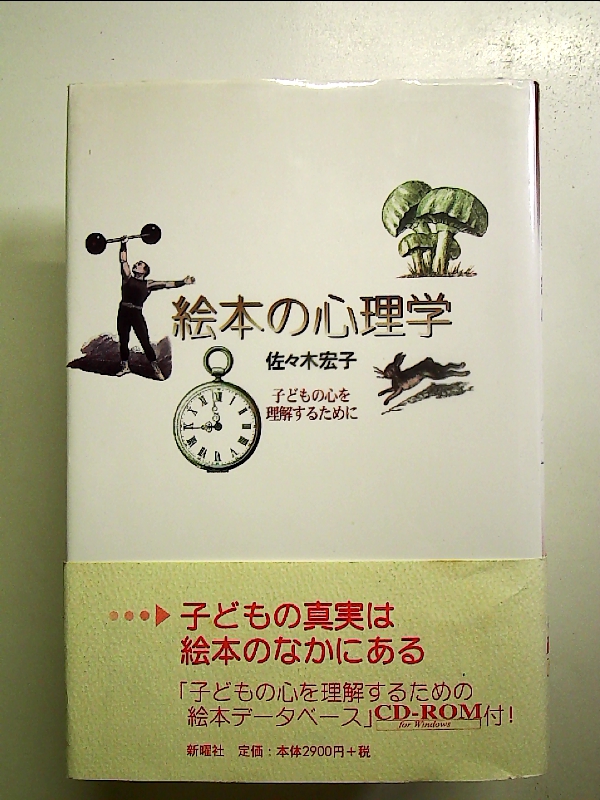 絵本の心理学
佐々木宏子
子どもの心を
理解するために
子どもの真実は
絵本のなかにある
「子どもの心を理解するための
絵本データベース」CD-ROM付!
for Windows
新曜社 定価:本体2900円+税